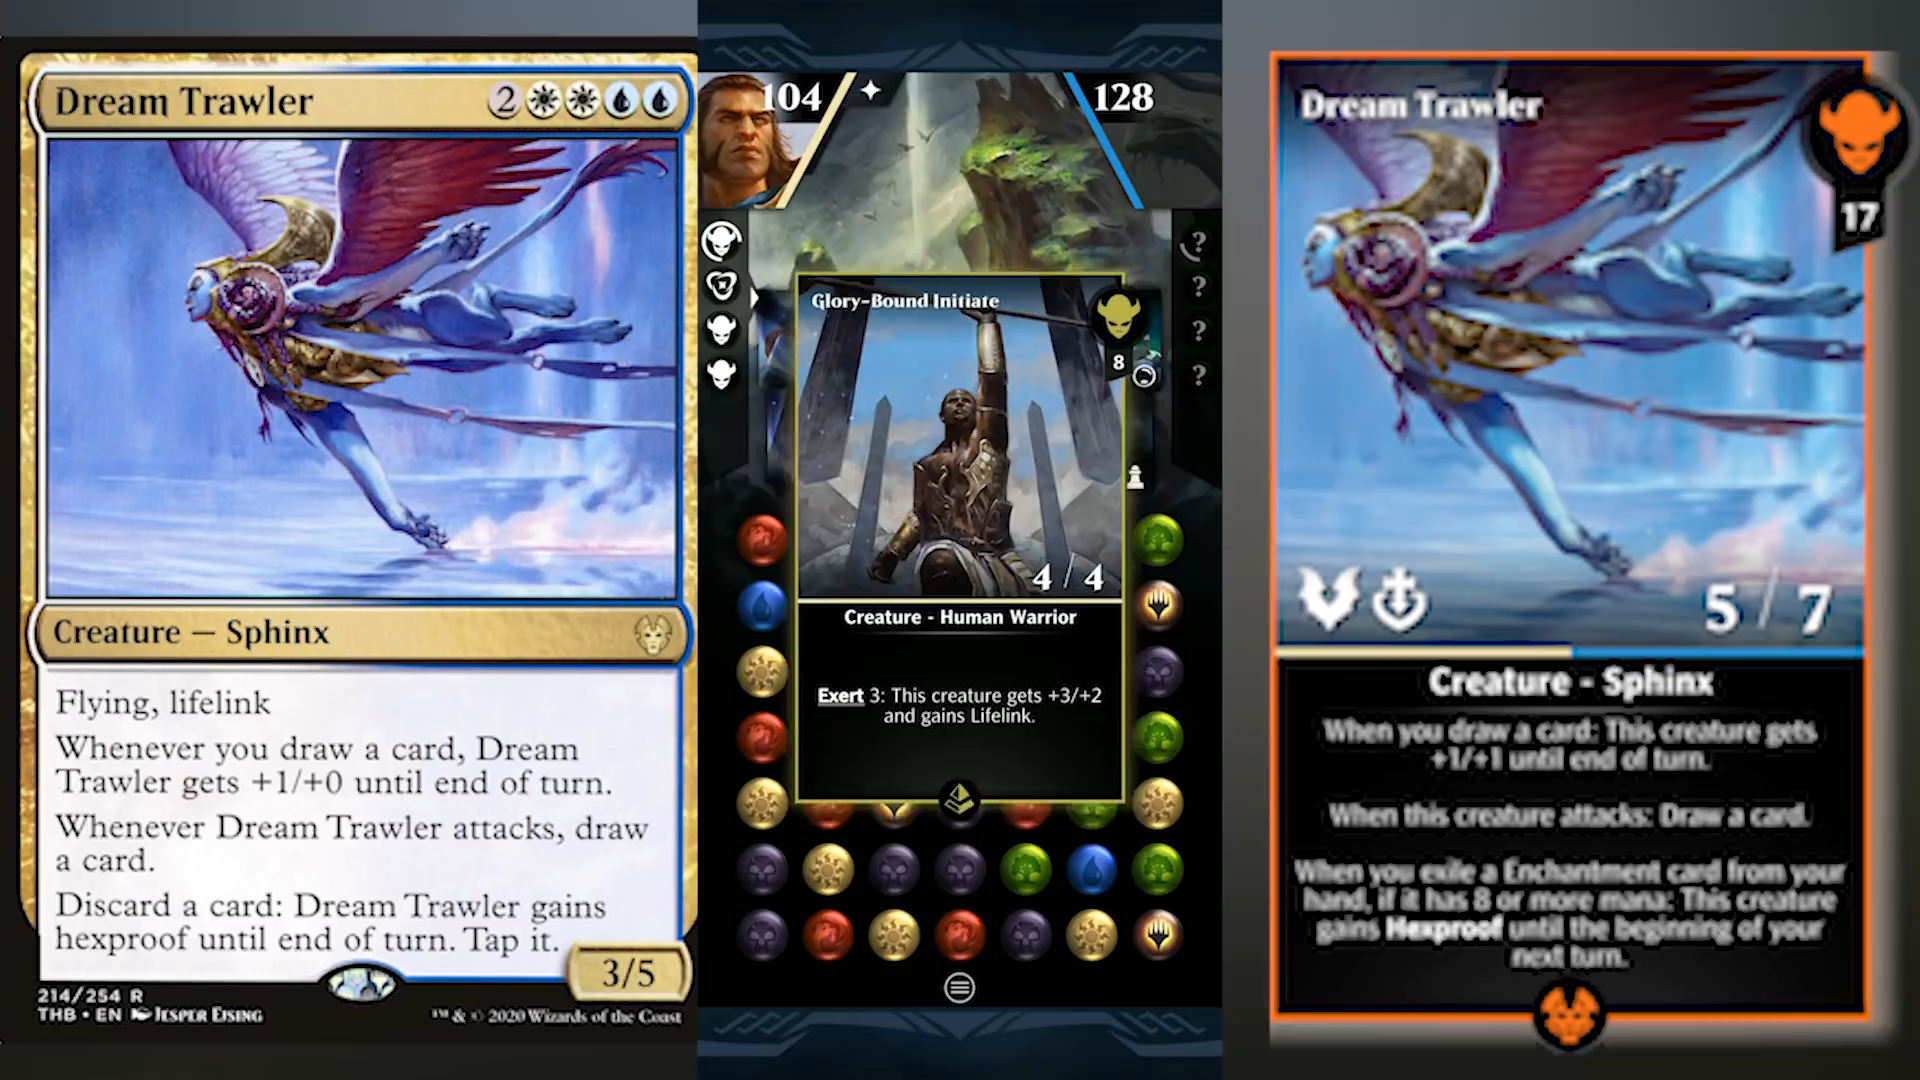 Dream Trawler 2
Creature — Sphinx
Flying, lifelink
Whenever you draw a card, Dream
Trawler gets +1/+0 until end of turn.
Whenever Dream Trawler attacks, draw
a card.
Discard a card: Dream Trawler gains
hexproof until end of turn. Tap it.
3/5
214/254 R
THB • EN JESPER EJSING
™ & © 2020 Wizards of the Coast
104
128
?
?
?
?
Glory-Bound Initiate
8
4 / 4
Creature - Human Warrior
Exert 3: This creature gets +3/+2
and gains Lifelink.
Dream Trawler
17
5 / 7
Creature - Sphinx
When you draw a card: This creature gets
+1/+1 until end of turn.
When this creature attacks: Draw a card.
When you exile a Enchantment card from your
hand, if it has 8 or more mana: This creature
gains Hexproof until the beginning of your
next turn.